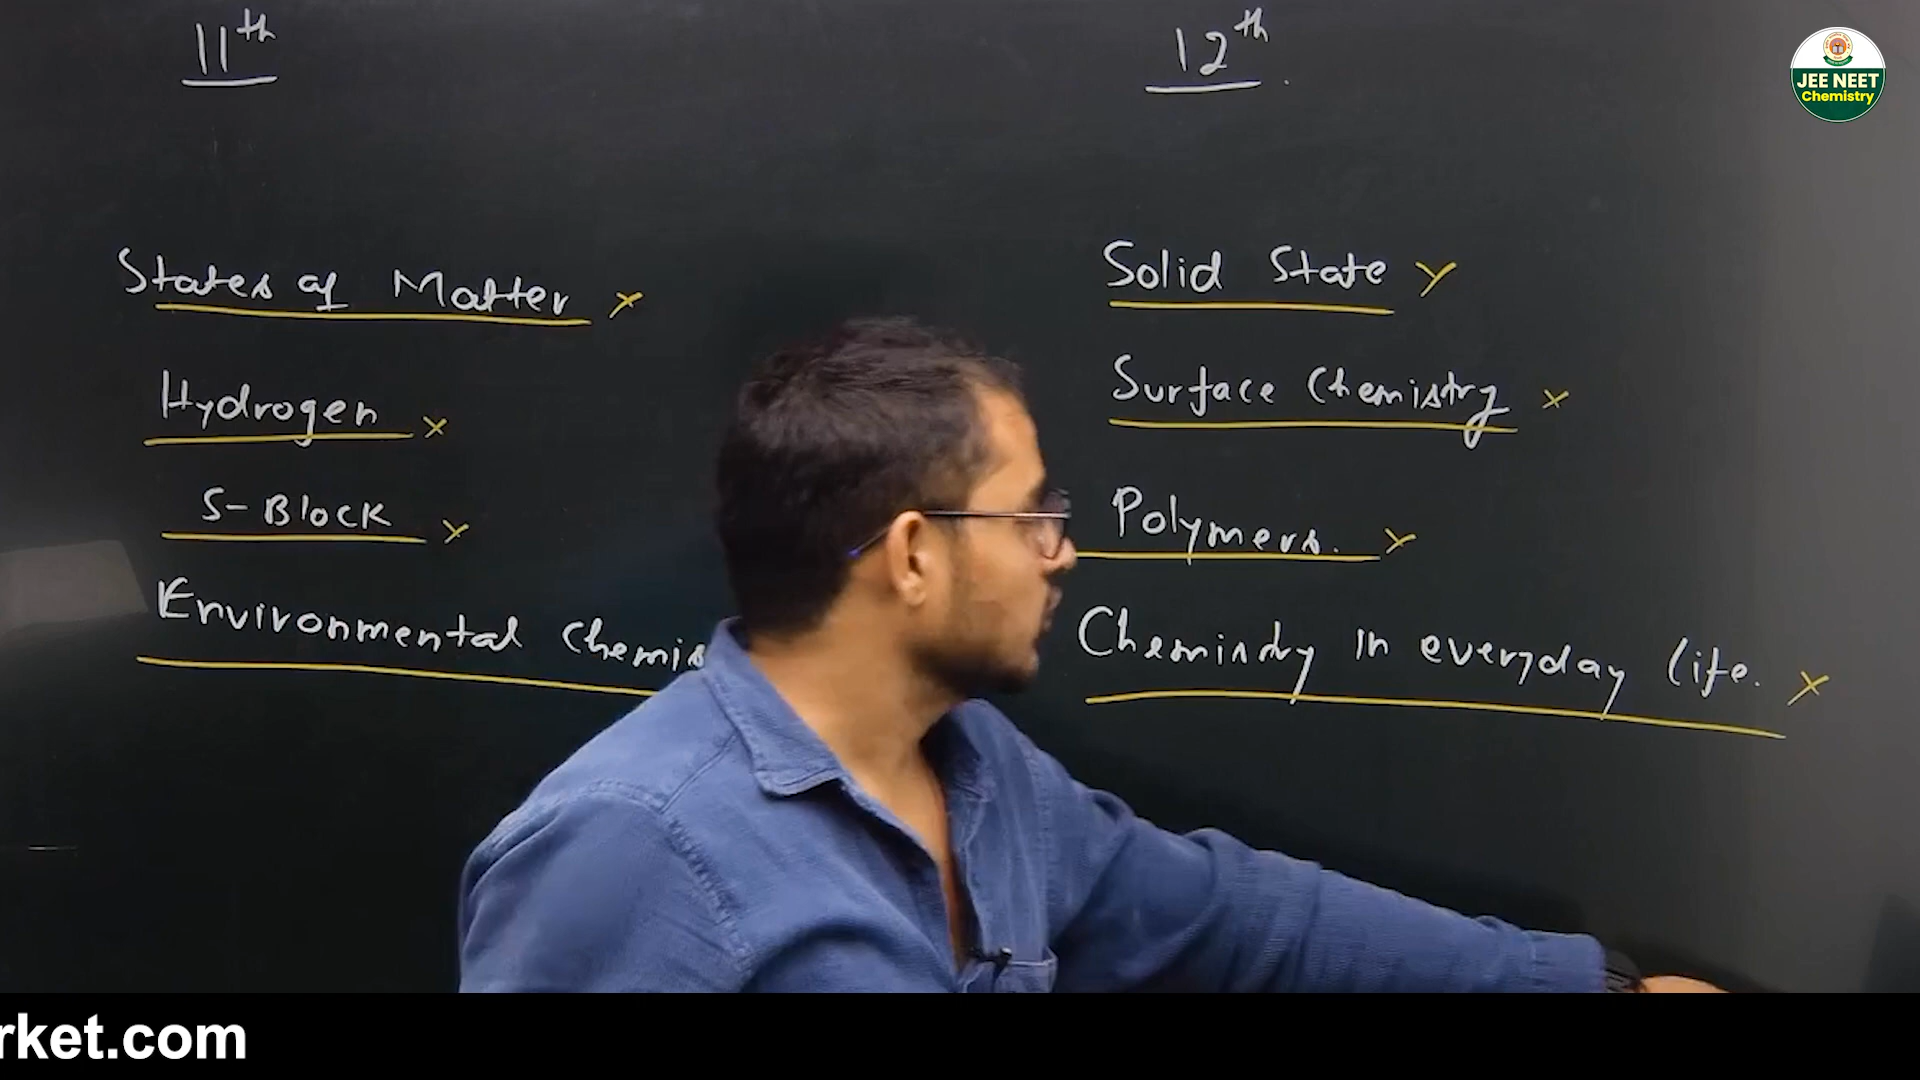 11th
12th
JEE NEET
Chemistry
States of Matter x
Solid State x
Hydrogen x
Surface Chemistry x
S-Block x
Polymers. x
Environmental Chemis
Chemistry in everyday life. x
rket.com